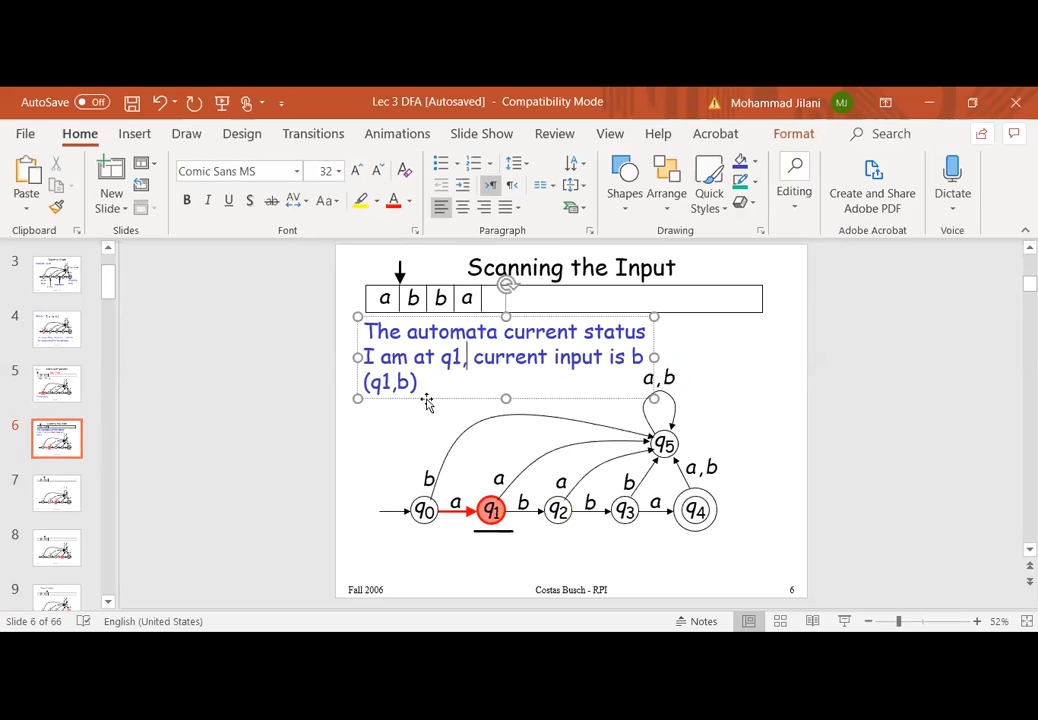 AutoSave Off Lec 3 DFA [Autosaved] - Compatibility Mode Mohammad Jilani MJ
File Home Insert Draw Design Transitions Animations Slide Show Review View Help Acrobat Format Search
Comic Sans MS 32
Paste New Slide Shapes Arrange Quick Styles Editing Create and Share Adobe PDF Dictate
Clipboard Slides Font Paragraph Drawing Adobe Acrobat Voice
3
4
5
6
7
8
9
Scanning the Input
a b b a
The automata current status
I am at q1, current input is b
(q1,b)
a,b
q5
b a a b a,b
q0 a q1 b q2 b q3 a q4
Fall 2006 Costas Busch - RPI 6
Slide 6 of 66 English (United States) Notes 52%